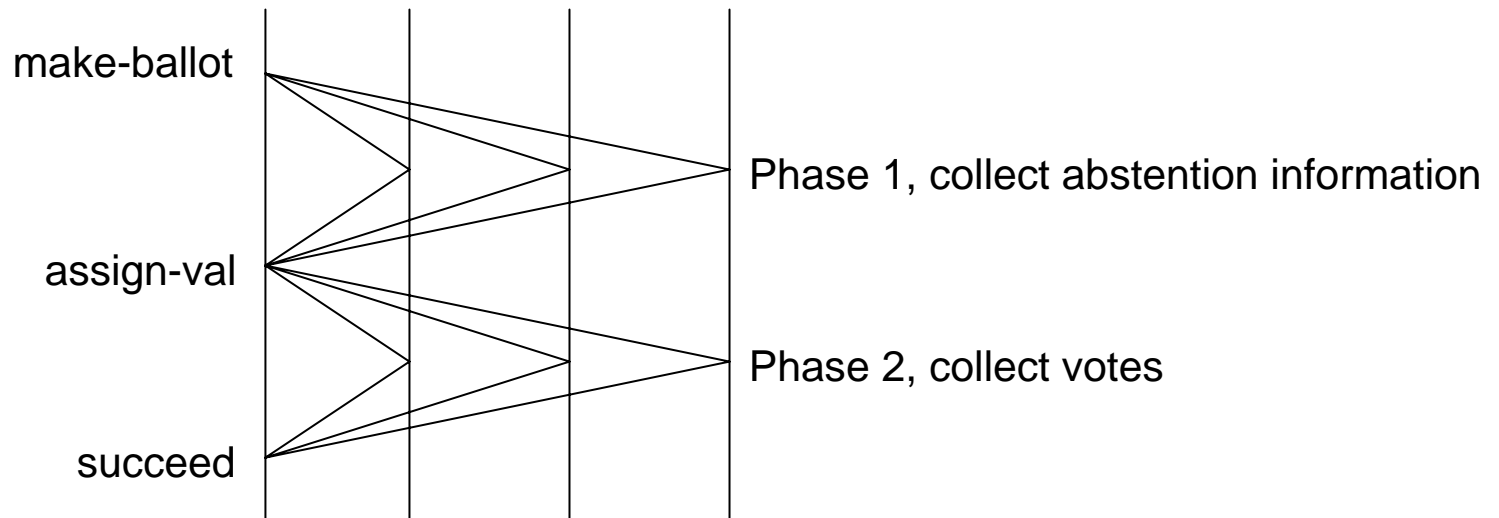 make-ballot
Phase 1, collect abstention information
assign-val
Phase 2, collect votes
succeed